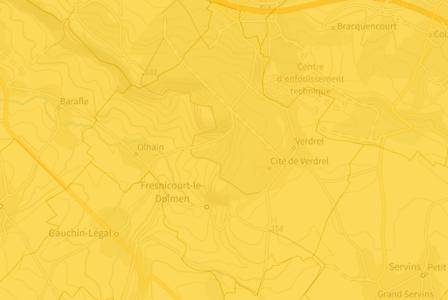 Bracquencourt
Centre
d'enfouissement
technique
Barafle
Olhain
Verdrel
Cité de Verdrel
Fresnicourt-le-
Dolmen
Gauchin-Légal
Servins
Petit
Grand Servins